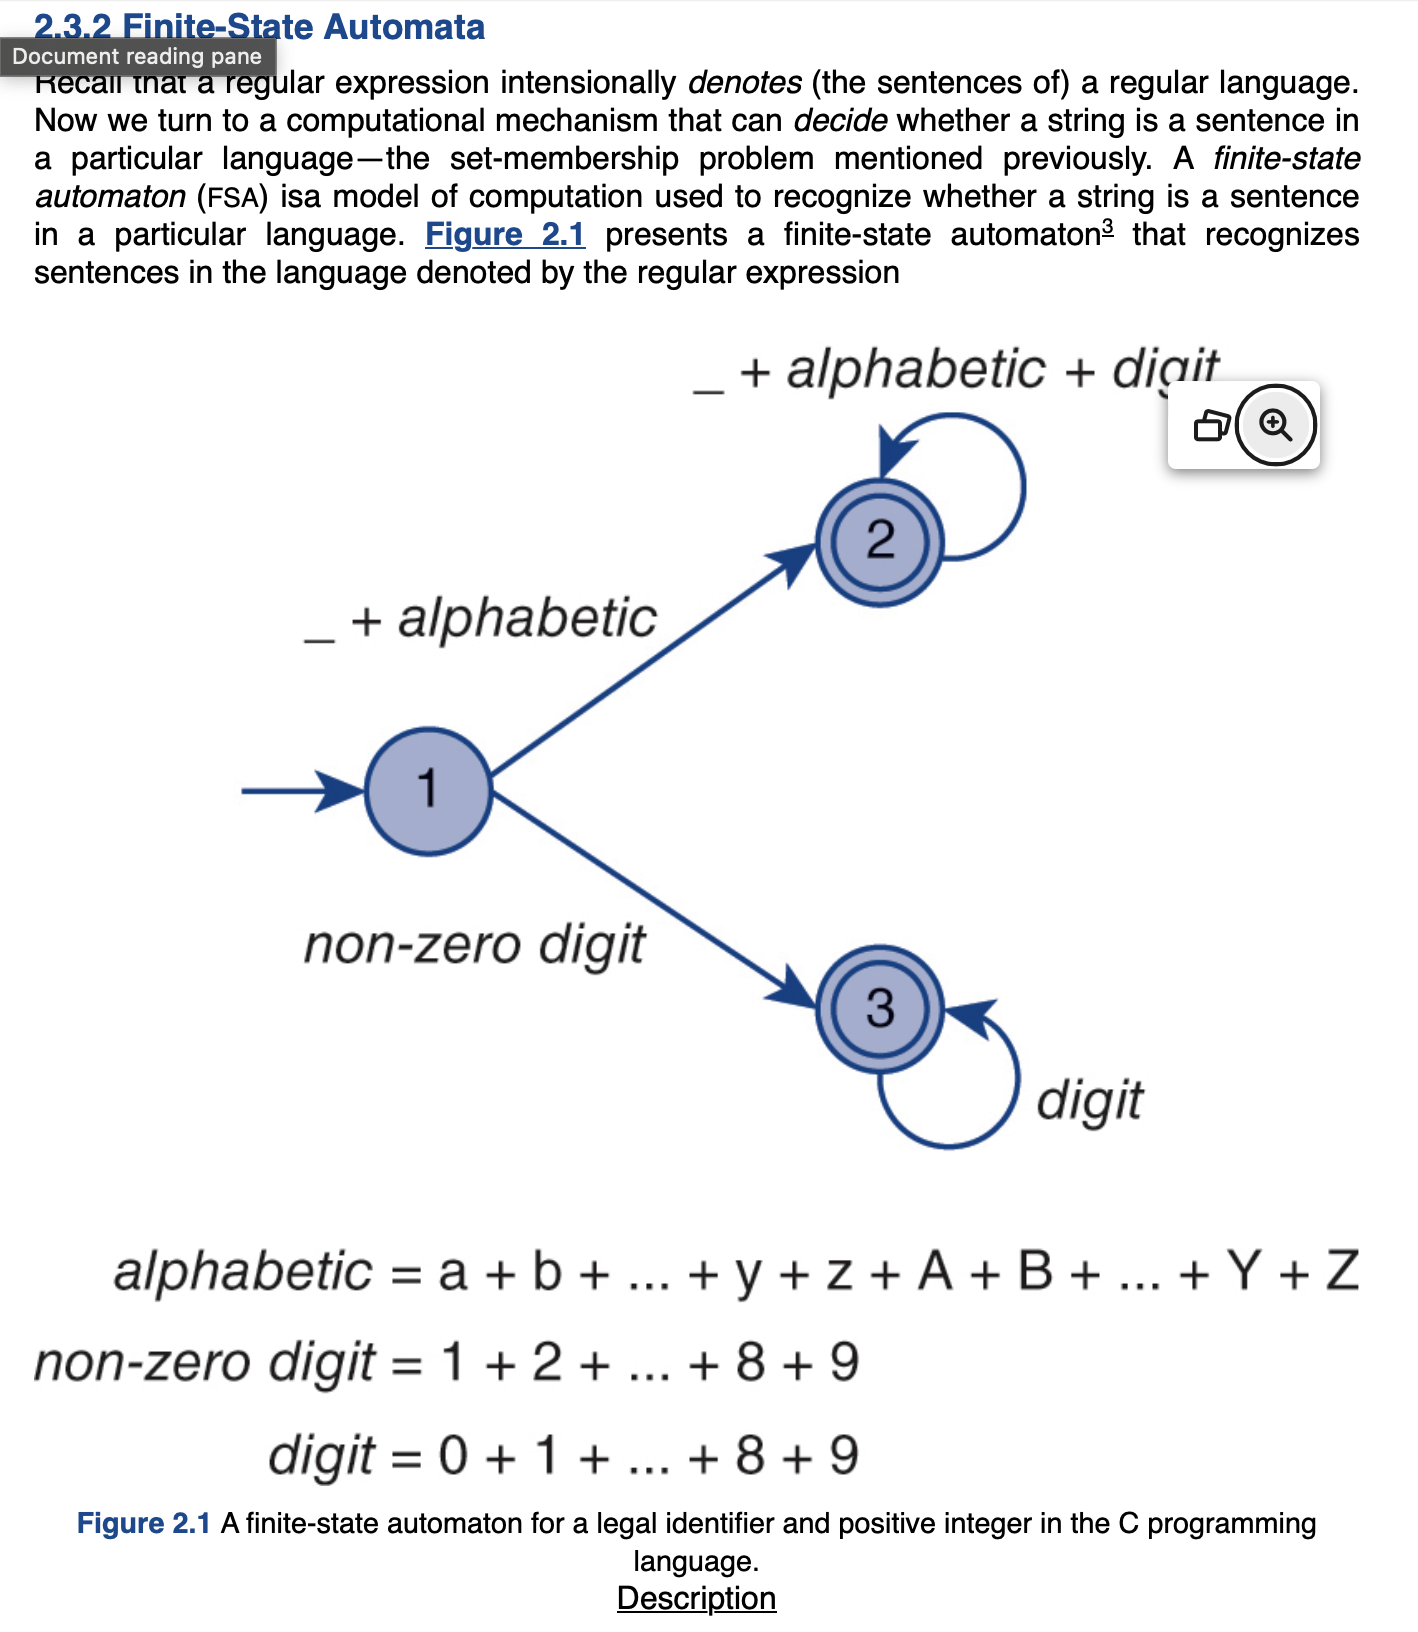 2.3.2 Finite-State Automata
Document reading pane
Recall that a regular expression intensionally denotes (the sentences of) a regular language.
Now we turn to a computational mechanism that can decide whether a string is a sentence in
a particular language—the set-membership problem mentioned previously. A finite-state
automaton (FSA) isa model of computation used to recognize whether a string is a sentence
in a particular language. Figure 2.1 presents a finite-state automaton3 that recognizes
sentences in the language denoted by the regular expression
_ + alphabetic + digit
2
_ + alphabetic
1
non-zero digit
3
digit
alphabetic = a + b + ... + y + z + A + B + ... + Y + Z
non-zero digit = 1 + 2 + ... + 8 + 9
digit = 0 + 1 + ... + 8 + 9
Figure 2.1 A finite-state automaton for a legal identifier and positive integer in the C programming
language.
Description